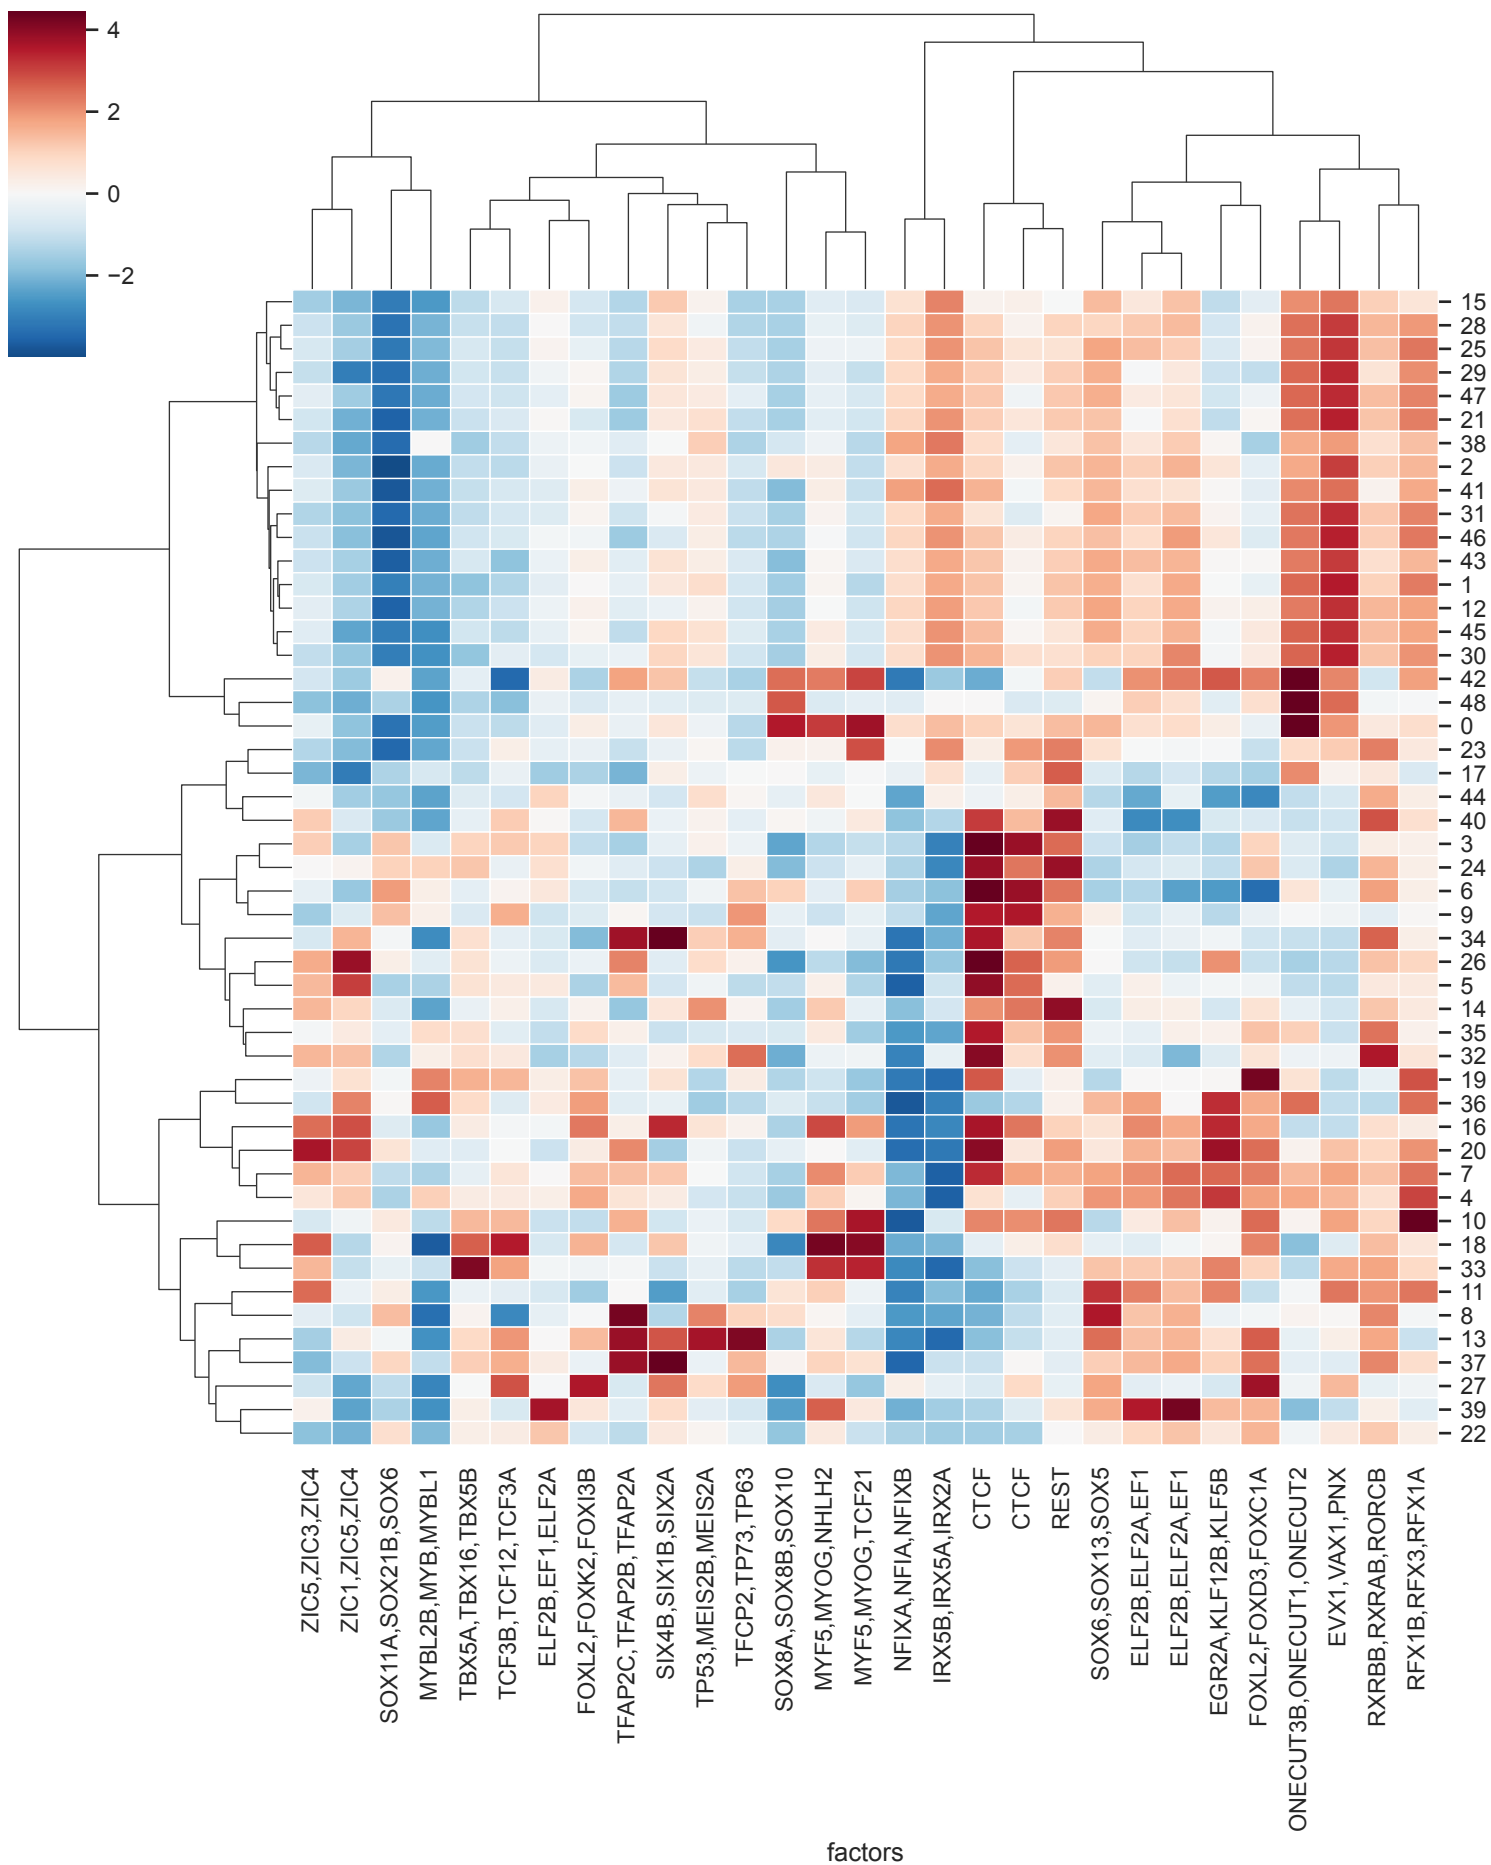 4
2
0
−2
15
28
25
29
47
21
38
2
41
31
46
43
1
12
45
30
42
48
0
23
17
44
40
3
24
6
9
34
26
5
14
35
32
19
36
16
20
7
4
10
18
33
11
8
13
37
27
39
22
ZIC5,ZIC3,ZIC4
ZIC1,ZIC5,ZIC4
SOX11A,SOX21B,SOX6
MYBL2B,MYB,MYBL1
TBX5A,TBX16,TBX5B
TCF3B,TCF12,TCF3A
ELF2B,EF1,ELF2A
FOXL2,FOXK2,FOXI3B
TFAP2C,TFAP2B,TFAP2A
SIX4B,SIX1B,SIX2A
TP53,MEIS2B,MEIS2A
TFCP2,TP73,TP63
SOX8A,SOX8B,SOX10
MYF5,MYOG,NHLH2
MYF5,MYOG,TCF21
NFIXA,NFIA,NFIXB
IRX5B,IRX5A,IRX2A
CTCF
CTCF
REST
SOX6,SOX13,SOX5
ELF2B,ELF2A,EF1
ELF2B,ELF2A,EF1
EGR2A,KLF12B,KLF5B
FOXL2,FOXD3,FOXC1A
ONECUT3B,ONECUT1,ONECUT2
EVX1,VAX1,PNX
RXRBB,RXRAB,RORCB
RFX1B,RFX3,RFX1A
factors